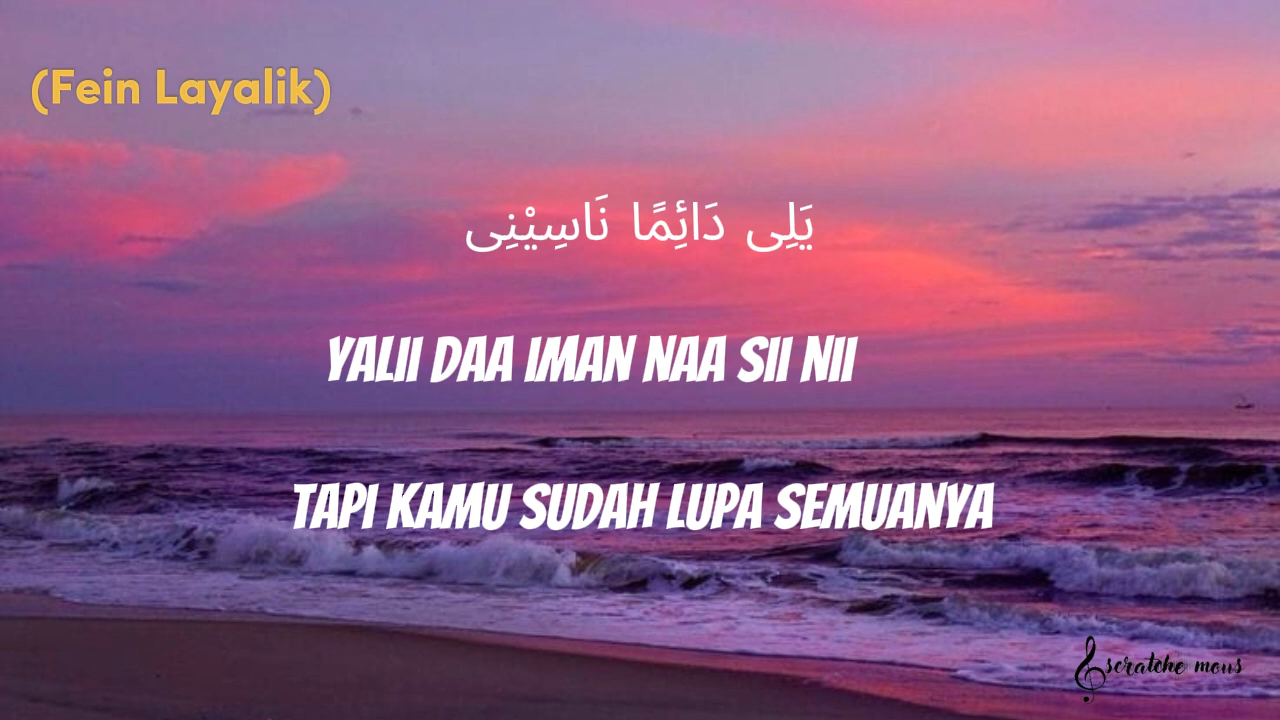 (Fein Layalik)
يَلِى دَائِمًا نَاسِيْنِى
YALII DAA IMAN NAA SII NII
TAPI KAMU SUDAH LUPA SEMUANYA
scratche mous